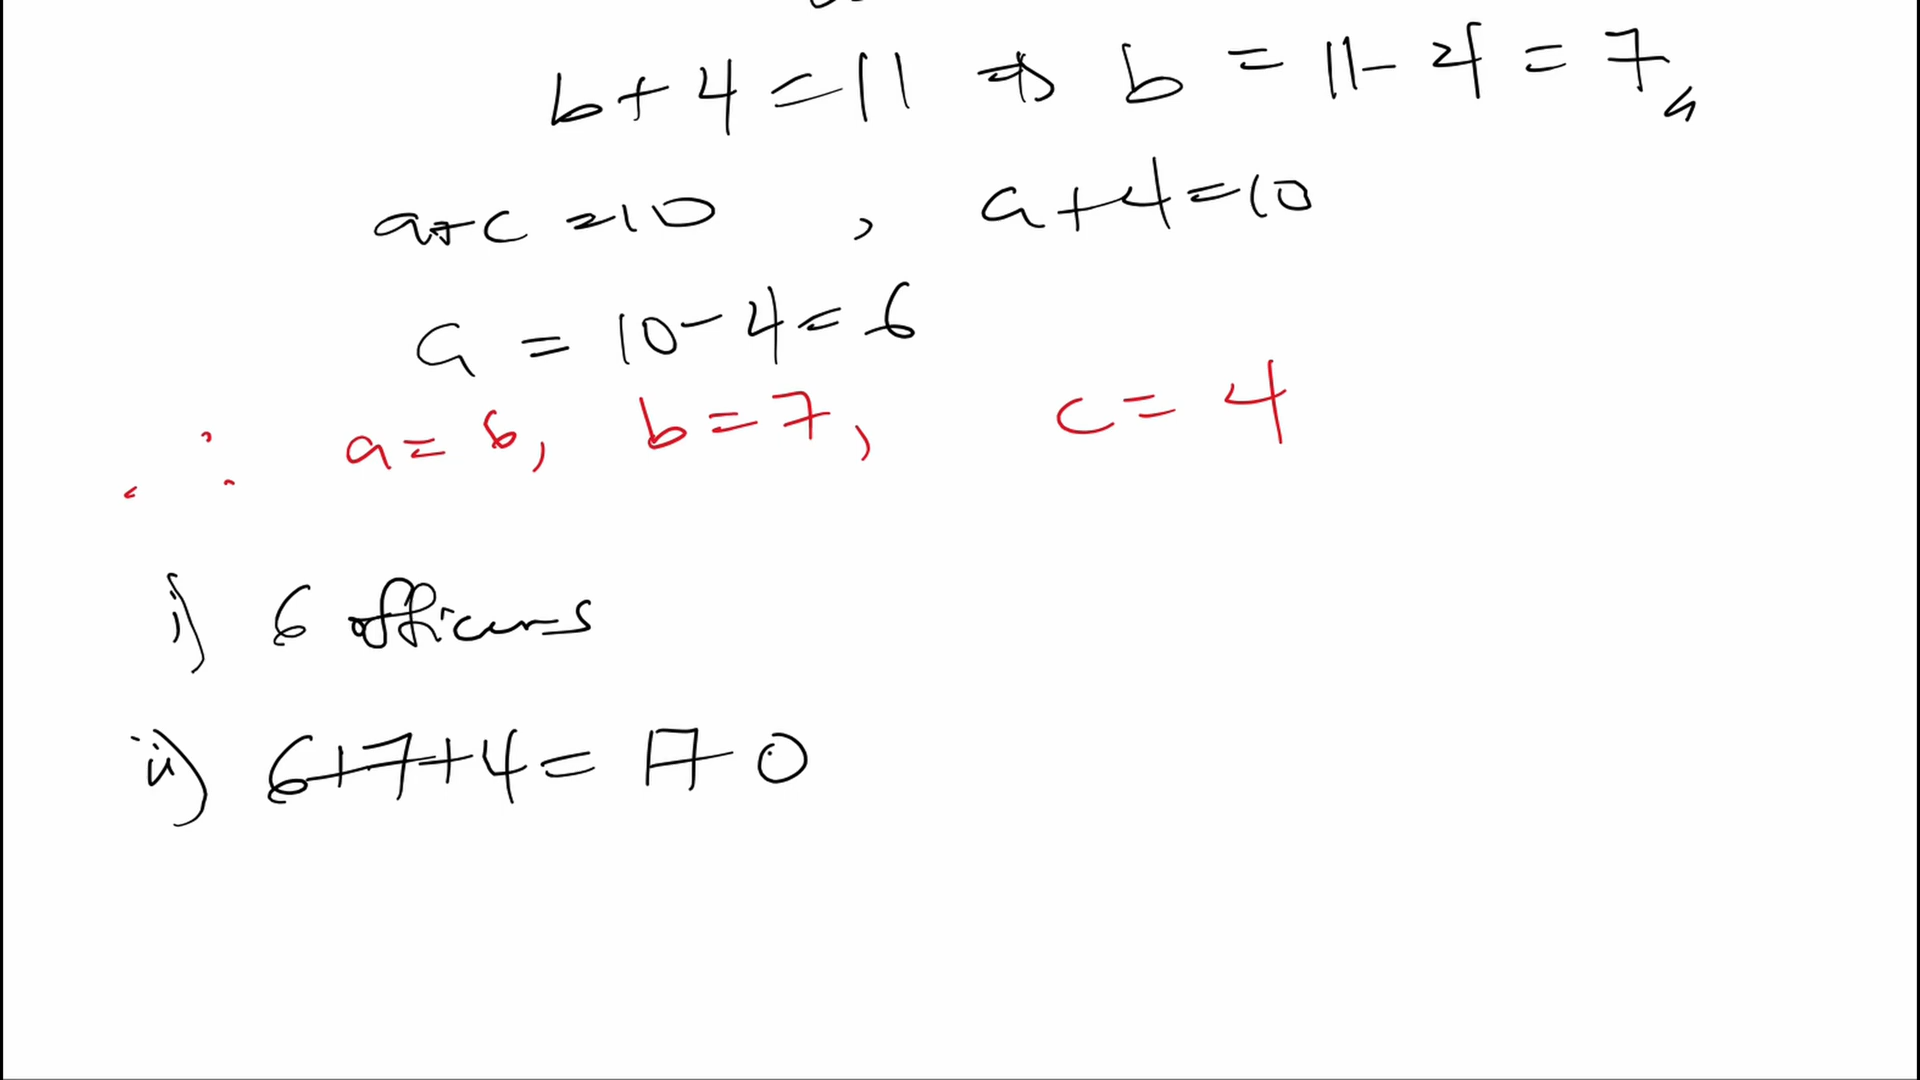 b+4=11 ⇒ b = 11-4 = 7
a+c =10 , a+4=10
a = 10-4= 6
∴ a= 6, b=7, c= 4
i) 6 officers
ii) 6+7+4= 17 0